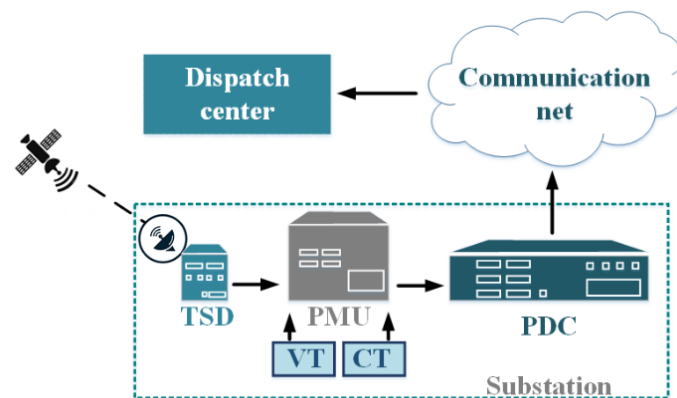 Dispatch
center
Communication
net
TSD
PMU
PDC
VT
CT
Substation